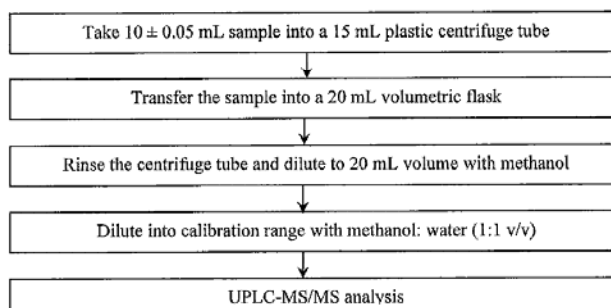 Take 10 ± 0.05 mL sample into a 15 mL plastic centrifuge tube
Transfer the sample into a 20 mL volumetric flask
Rinse the centrifuge tube and dilute to 20 mL volume with methanol
Dilute into calibration range with methanol: water (1:1 v/v)
UPLC-MS/MS analysis